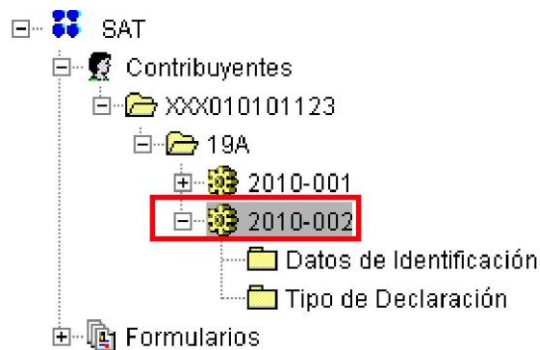 SAT
Contribuyentes
XXX010101123
19A
2010-001
2010-002
Datos de Identificación
Tipo de Declaración
Formularios